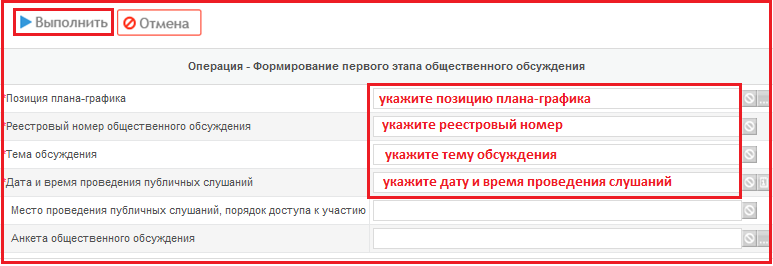 Выполнить Отмена
Операция - Формирование первого этапа общественного обсуждения
*Позиция плана-графика укажите позицию плана-графика ...
*Реестровый номер общественного обсуждения укажите реестровый номер
*Тема обсуждения укажите тему обсуждения
*Дата и время проведения публичных слушаний укажите дату и время проведения слушаний
Место проведения публичных слушаний, порядок доступа к участию
Анкета общественного обсуждения ...